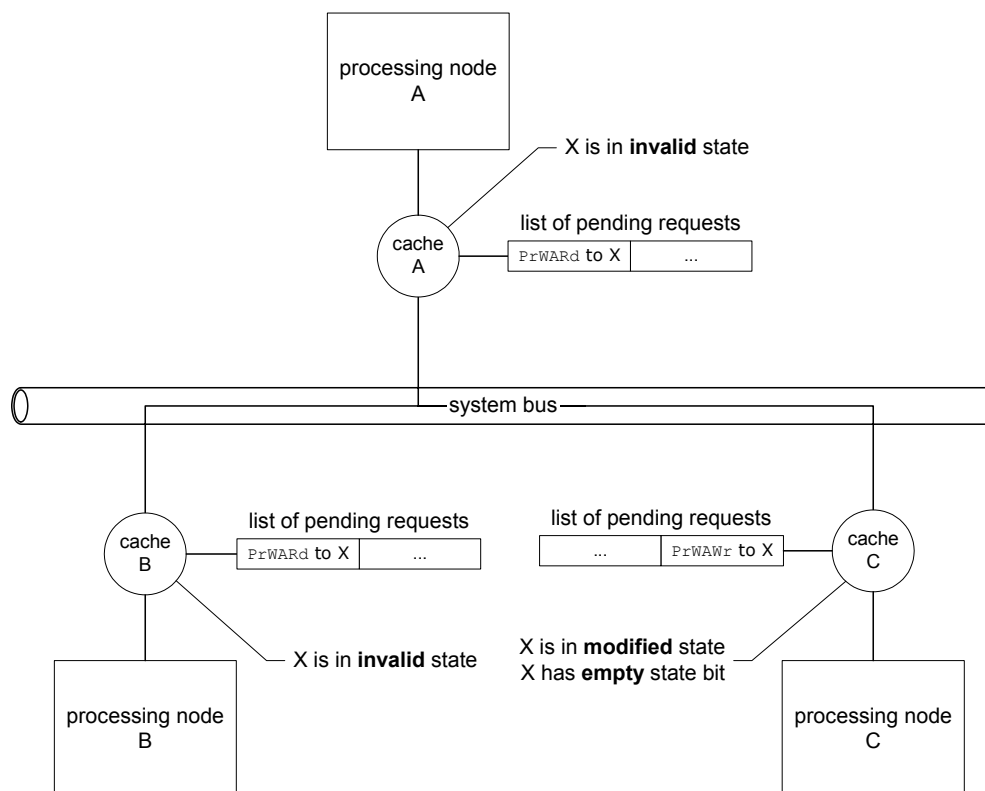 processing node
A
X is in invalid state
list of pending requests
cache
A
PrWARd to X
...
system bus
list of pending requests
cache
B
PrWARd to X
...
list of pending requests
...
PrWAWr to X
cache
C
X is in invalid state
X is in modified state
X has empty state bit
processing node
B
processing node
C